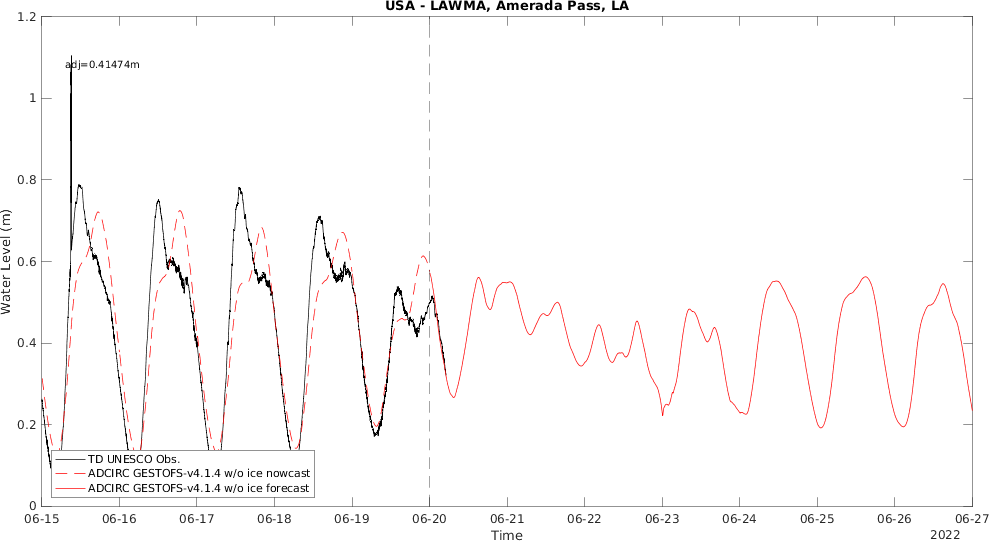 USA - LAWMA, Amerada Pass, LA
1.2
1
0.8
0.6
0.4
0.2
0
Water Level (m)
adj=0.41474m
TD UNESCO Obs.
ADCIRC GESTOFS-v4.1.4 w/o ice nowcast
ADCIRC GESTOFS-v4.1.4 w/o ice forecast
06-15 06-16 06-17 06-18 06-19 06-20 06-21 06-22 06-23 06-24 06-25 06-26 06-27
Time
2022